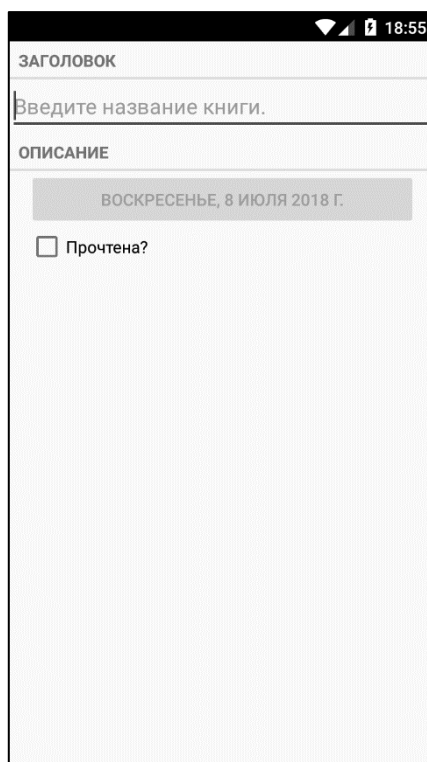 18:55
ЗАГОЛОВОК
Введите название книги.
ОПИСАНИЕ
ВОСКРЕСЕНЬЕ, 8 ИЮЛЯ 2018 Г.
Прочтена?